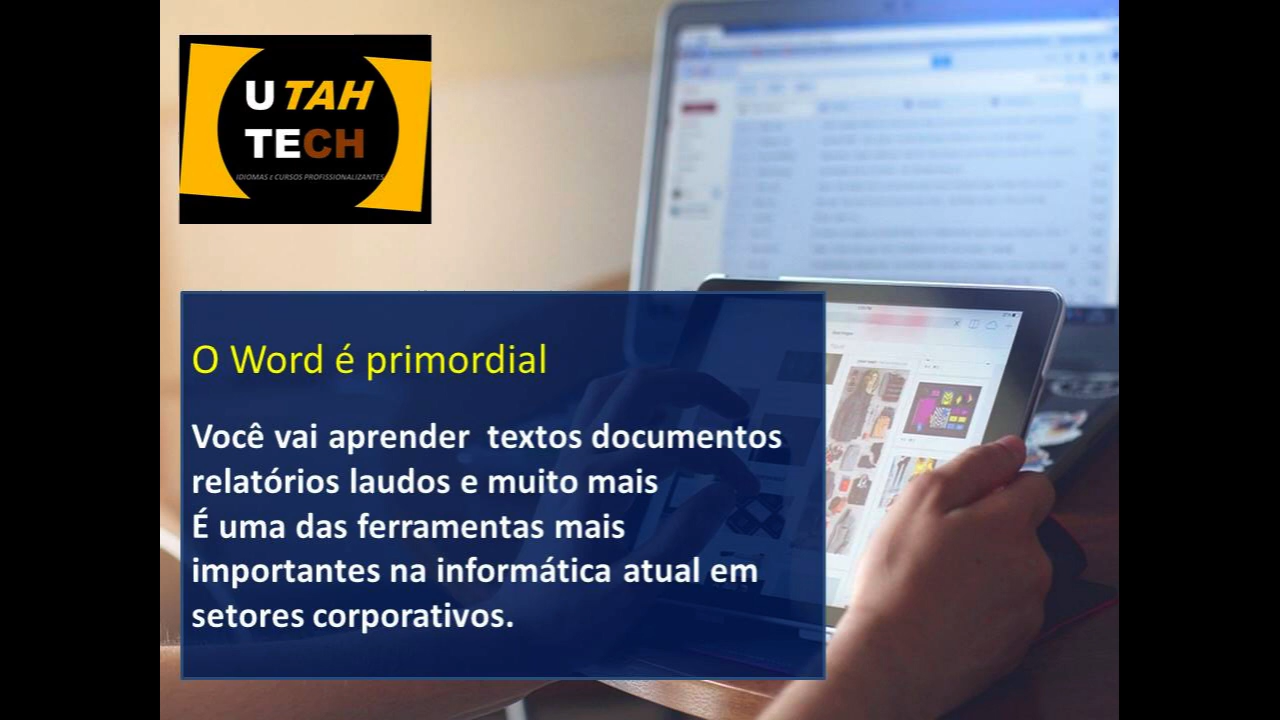 U TAH
TECH
IDIOMAS e CURSOS PROFISSIONALIZANTES
O Word é primordial
Você vai aprender textos documentos
relatórios laudos e muito mais
É uma das ferramentas mais
importantes na informática atual em
setores corporativos.